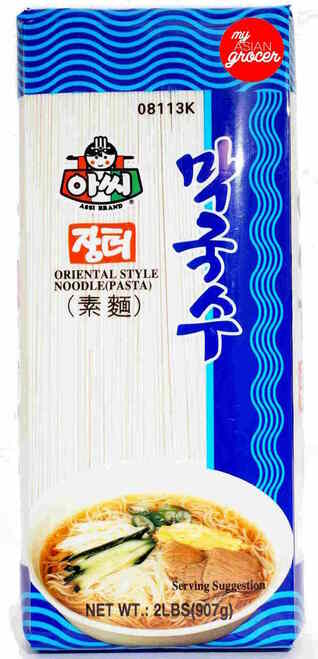 my
ASIAN
grocer
08113K
아씨
ASSI BRAND ®
장터
ORIENTAL STYLE
NOODLE(PASTA)
(素麵)
막국수
Serving Suggestion
NET WT.: 2LBS(907g)